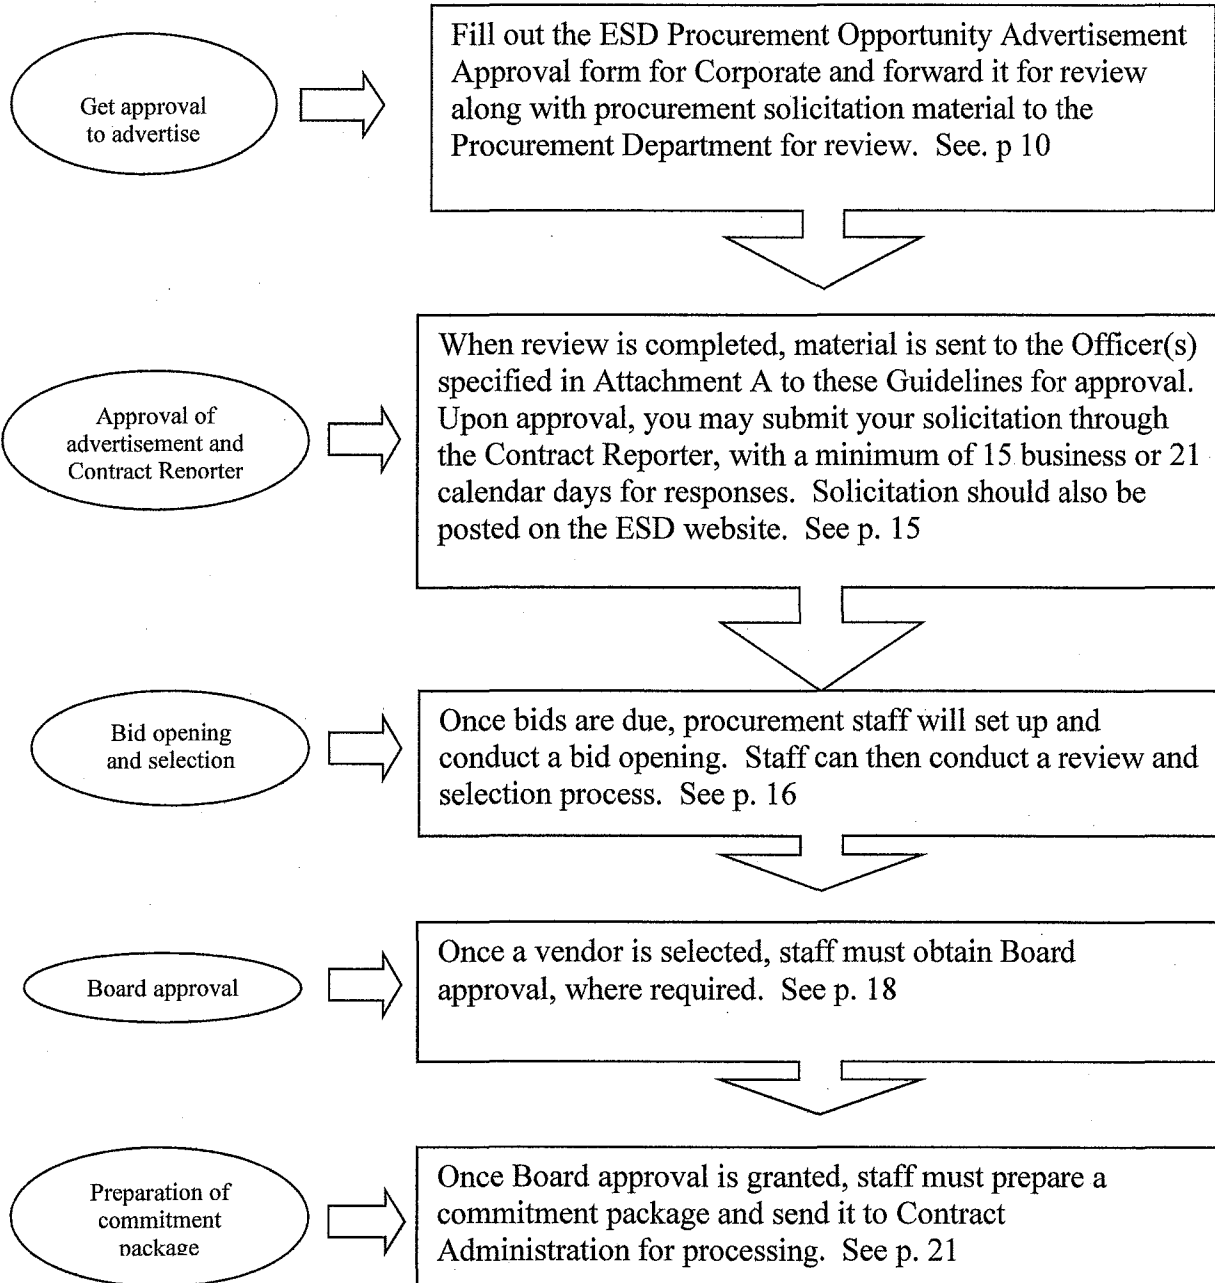 Get approval
to advertise
Fill out the ESD Procurement Opportunity Advertisement
Approval form for Corporate and forward it for review
along with procurement solicitation material to the
Procurement Department for review.  See. p 10
Approval of
advertisement and
Contract Reporter
When review is completed, material is sent to the Officer(s)
specified in Attachment A to these Guidelines for approval.
Upon approval, you may submit your solicitation through
the Contract Reporter, with a minimum of 15 business or 21
calendar days for responses.  Solicitation should also be
posted on the ESD website.  See p. 15
Bid opening
and selection
Once bids are due, procurement staff will set up and
conduct a bid opening.  Staff can then conduct a review and
selection process.  See p. 16
Board approval
Once a vendor is selected, staff must obtain Board
approval, where required.  See p. 18
Preparation of
commitment
package
Once Board approval is granted, staff must prepare a
commitment package and send it to Contract
Administration for processing.  See p. 21